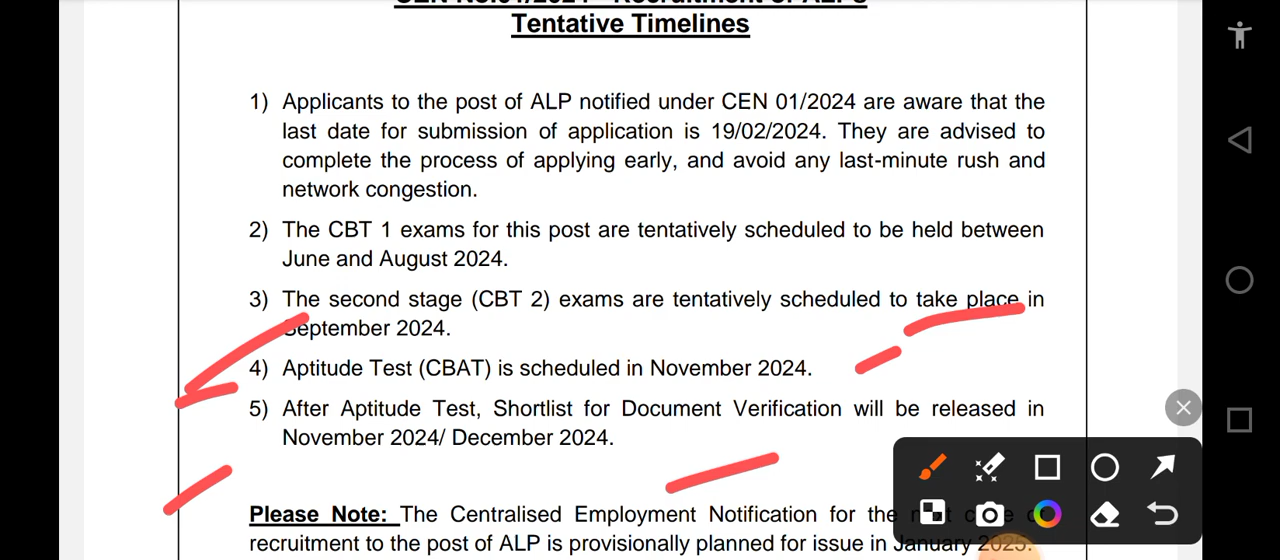 Tentative Timelines
1) Applicants to the post of ALP notified under CEN 01/2024 are aware that the
last date for submission of application is 19/02/2024. They are advised to
complete the process of applying early, and avoid any last-minute rush and
network congestion.
2) The CBT 1 exams for this post are tentatively scheduled to be held between
June and August 2024.
3) The second stage (CBT 2) exams are tentatively scheduled to take place in
September 2024.
4) Aptitude Test (CBAT) is scheduled in November 2024.
5) After Aptitude Test, Shortlist for Document Verification will be released in
November 2024/ December 2024.
Please Note: The Centralised Employment Notification for the
recruitment to the post of ALP is provisionally planned for issue in January 2025.